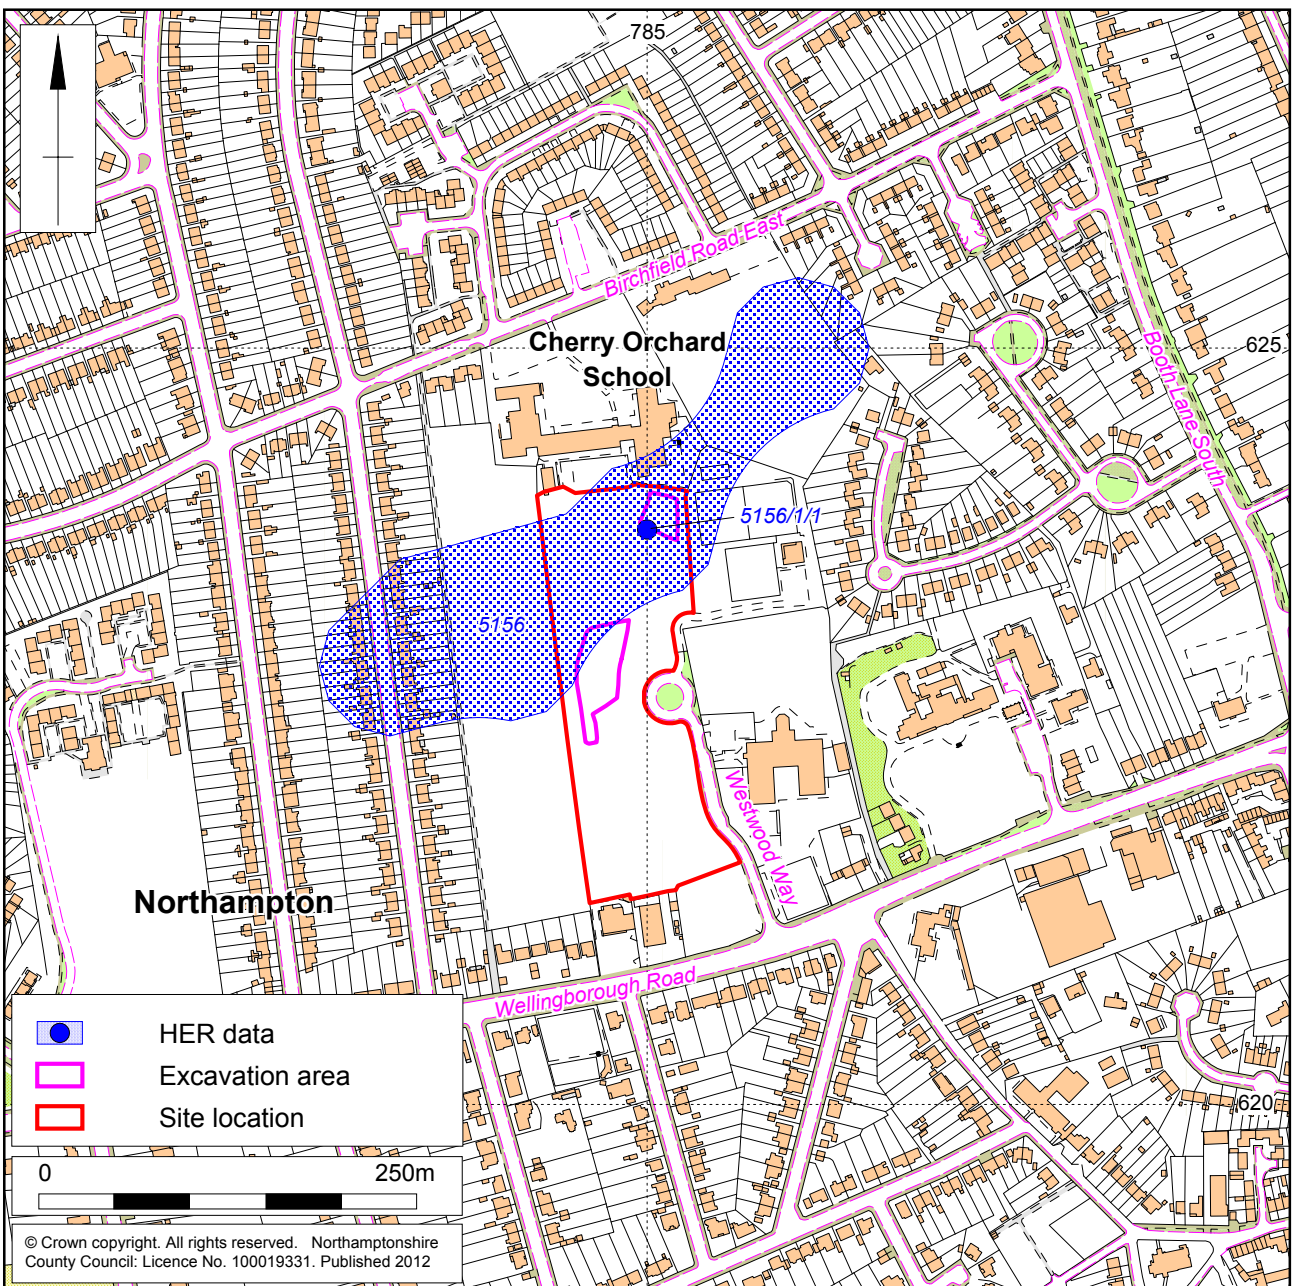 785
Birchfield Road East
Cherry Orchard
School
625
Booth Lane South
5156/1/1
5156
Westwood Way
Northampton
Wellingborough Road
HER data
Excavation area
Site location
620
0 250m
© Crown copyright. All rights reserved. Northamptonshire
County Council: Licence No. 100019331. Published 2012